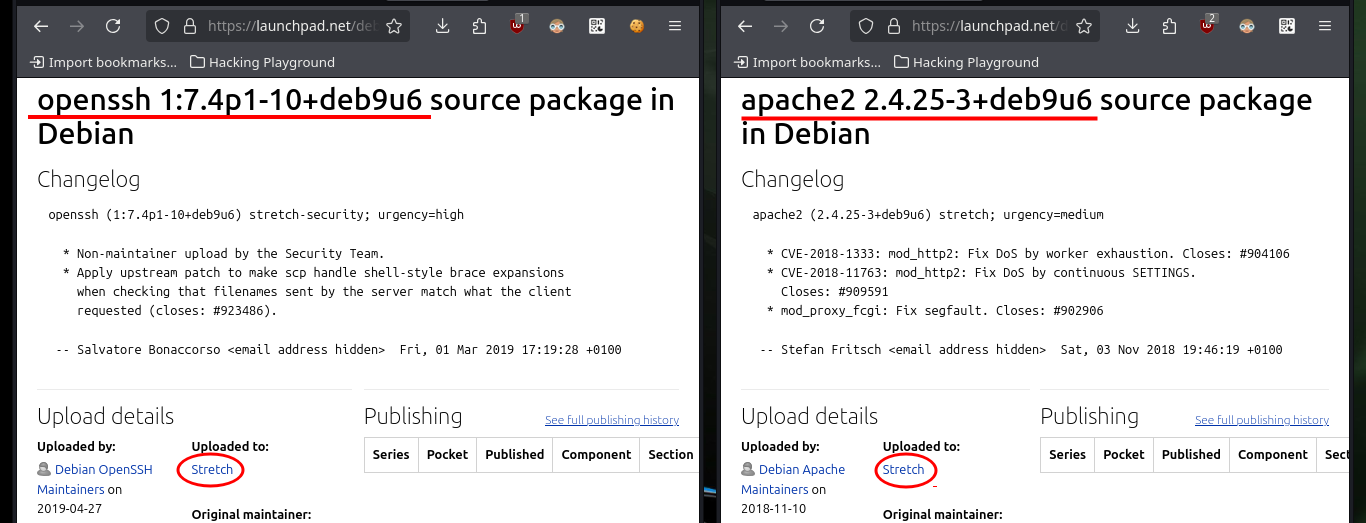 https://launchpad.net/de
1
Import bookmarks...
Hacking Playground
openssh 1:7.4p1-10+deb9u6 source package in
Debian
Changelog
openssh (1:7.4p1-10+deb9u6) stretch-security; urgency=high
* Non-maintainer upload by the Security Team.
* Apply upstream patch to make scp handle shell-style brace expansions
when checking that filenames sent by the server match what the client
requested (closes: #923486).
-- Salvatore Bonaccorso <email address hidden>  Fri, 01 Mar 2019 17:19:28 +0100
Upload details
Uploaded by:
Debian OpenSSH
Maintainers on
2019-04-27
Uploaded to:
Stretch
Original maintainer:
Publishing
See full publishing history
Series Pocket Published Component Section
https://launchpad.net/d
2
Import bookmarks...
Hacking Playground
apache2 2.4.25-3+deb9u6 source package
in Debian
Changelog
apache2 (2.4.25-3+deb9u6) stretch; urgency=medium
* CVE-2018-1333: mod_http2: Fix DoS by worker exhaustion. Closes: #904106
* CVE-2018-11763: mod_http2: Fix DoS by continuous SETTINGS.
Closes: #909591
* mod_proxy_fcgi: Fix segfault. Closes: #902906
-- Stefan Fritsch <email address hidden>  Sat, 03 Nov 2018 19:46:19 +0100
Upload details
Uploaded by:
Debian Apache
Maintainers on
2018-11-10
Uploaded to:
Stretch
Original maintainer:
Publishing
See full publishing history
Series Pocket Published Component Sect